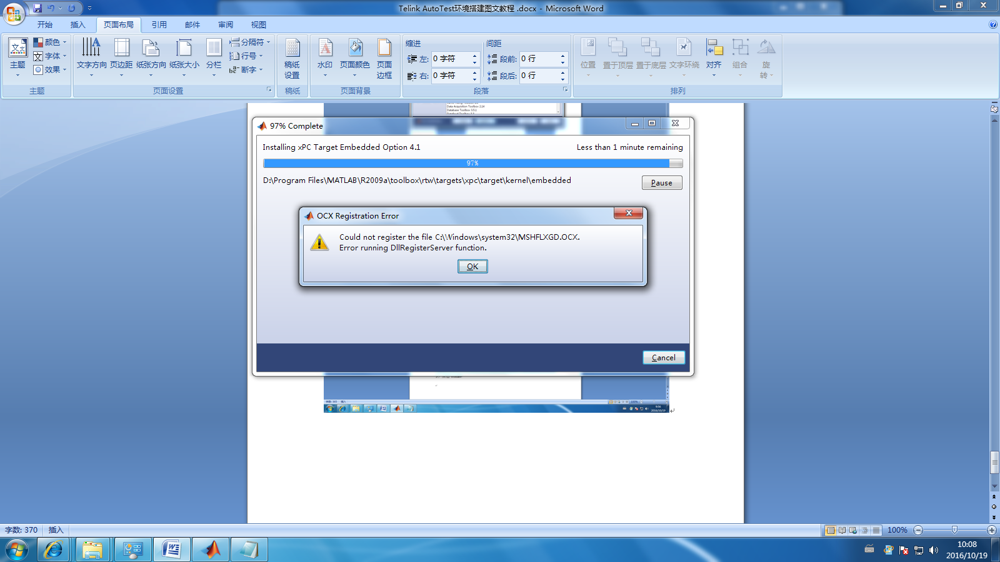 Telink AutoTest环境搭建图文教程 .docx - Microsoft Word
开始 插入 页面布局 引用 邮件 审阅 视图
主题 颜色 字体 效果
文字方向 页边距 纸张方向 纸张大小 分栏 分隔符 行号 断字
稿纸
设置
水印 页面颜色 页面
边框
缩进
左: 0 字符
右: 0 字符
间距
段前: 0 行
段后: 0 行
位置 置于顶层 置于底层 文字环绕 对齐 组合 旋
转
主题 页面设置 稿纸 页面背景 段落 排列
Data Acquisition Toolbox 2.14
Database Toolbox 3.5.1
97% Complete
Installing xPC Target Embedded Option 4.1 Less than 1 minute remaining
97%
D:\Program Files\MATLAB\R2009a\toolbox\rtw\targets\xpc\target\kernel\embedded
Pause
OCX Registration Error
Could not register the file C:\Windows\system32\MSHFLXGD.OCX.
Error running DllRegisterServer function.
OK
Cancel
字数: 370 插入
100%
10:08
2016/10/19